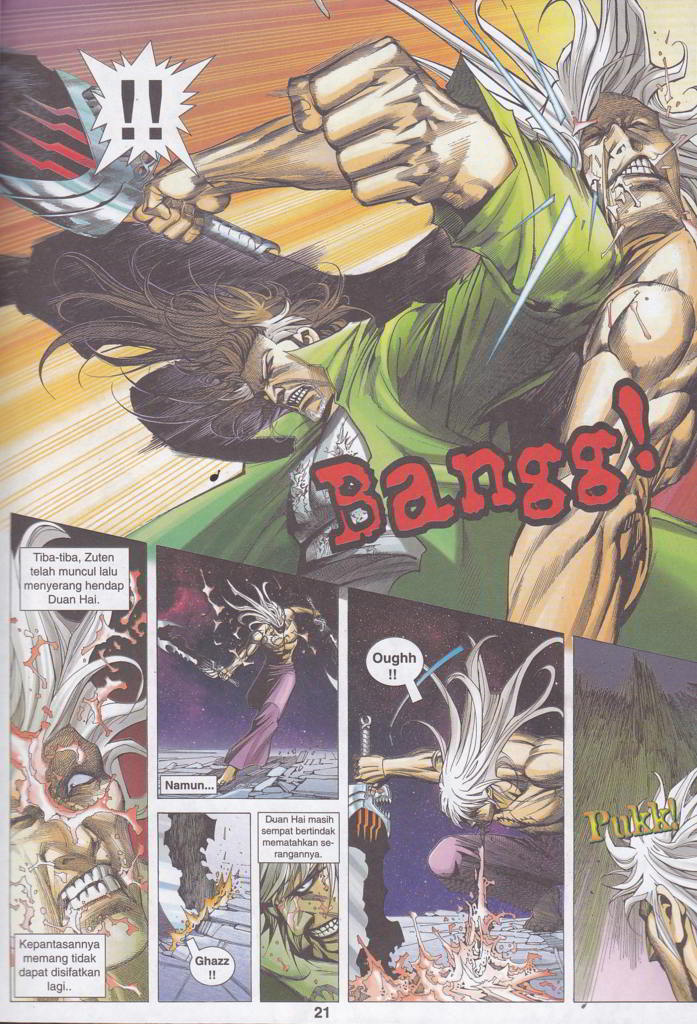 !!
Bangg!
Tiba-tiba, Zuten
telah muncul lalu
menyerang hendap
Duan Hai.
Kepantasannya
memang tidak
dapat disifatkan
lagi..
Namun...
Ghazz
!!
Duan Hai masih
sempat bertindak
mematahkan se-
rangannya.
Oughh
!!
Pukk!
21